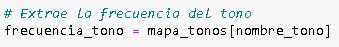 # Extrae la frecuencia del tono
frecuencia_tono = mapa_tonos[nombre_tono]